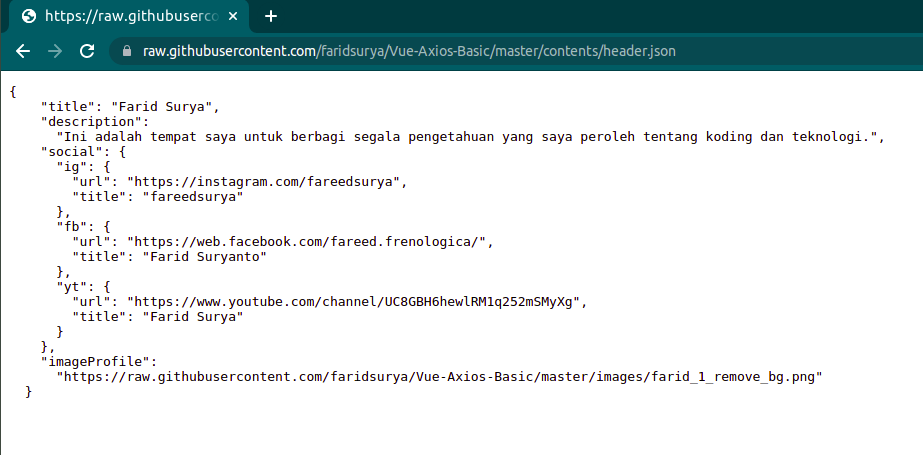 https://raw.githubuserco
raw.githubusercontent.com/faridsurya/Vue-Axios-Basic/master/contents/header.json
{
"title": "Farid Surya",
"description":
"Ini adalah tempat saya untuk berbagi segala pengetahuan yang saya peroleh tentang koding dan teknologi.",
"social": {
"ig": {
"url": "https://instagram.com/fareedsurya",
"title": "fareedsurya"
},
"fb": {
"url": "https://web.facebook.com/fareed.frenologica/",
"title": "Farid Suryanto"
},
"yt": {
"url": "https://www.youtube.com/channel/UC8GBH6hewlRM1q252mSMyXg",
"title": "Farid Surya"
}
},
"imageProfile":
"https://raw.githubusercontent.com/faridsurya/Vue-Axios-Basic/master/images/farid_1_remove_bg.png"
}